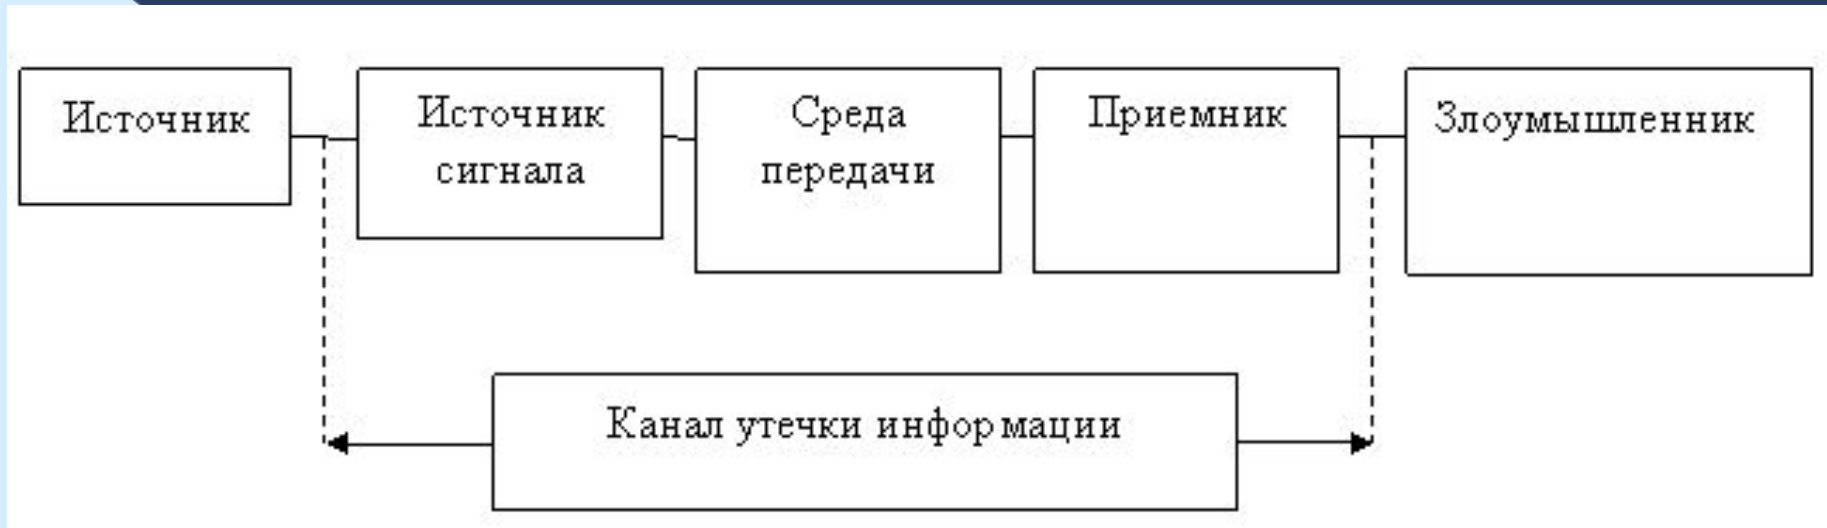 Источник
Источник
сигнала
Среда
передачи
Приемник
Злоумышленник
Канал утечки информации